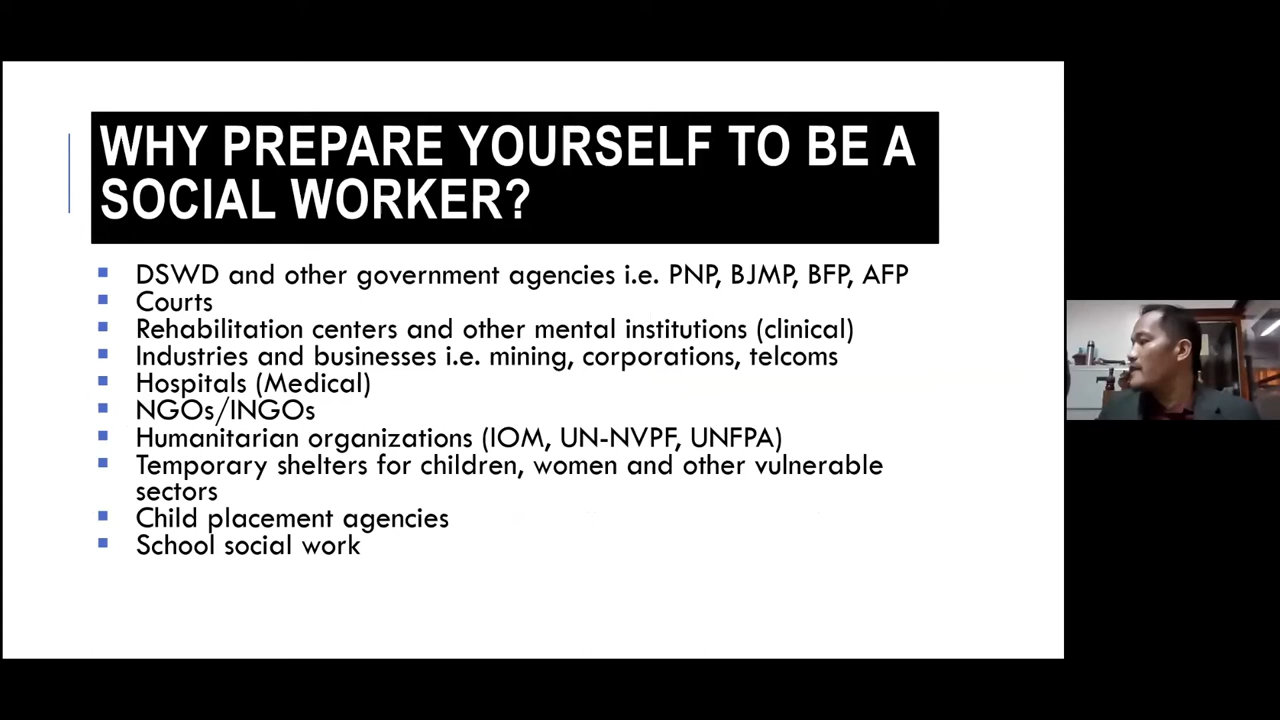 WHY PREPARE YOURSELF TO BE A
SOCIAL WORKER?
▪ DSWD and other government agencies i.e. PNP, BJMP, BFP, AFP
▪ Courts
▪ Rehabilitation centers and other mental institutions (clinical)
▪ Industries and businesses i.e. mining, corporations, telcoms
▪ Hospitals (Medical)
▪ NGOs/INGOs
▪ Humanitarian organizations (IOM, UN-NVPF, UNFPA)
▪ Temporary shelters for children, women and other vulnerable
sectors
▪ Child placement agencies
▪ School social work